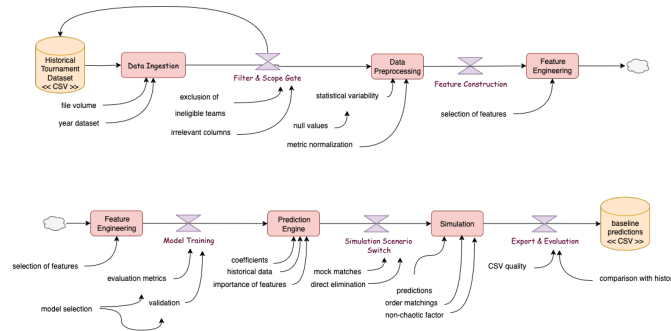 Historical
Tournament
Dataset
<< CSV >>
Data Ingestion
Filter & Scope Gate
Data
Preprocessing
Feature Construction
Feature
Engineering
file volume
year dataset
exclusion of
ineligible teams
irrelevant columns
statistical variability
null values
metric normalization
selection of features
Feature
Engineering
Model Training
Prediction
Engine
Simulation Scenario
Switch
Simulation
Export & Evaluation
baseline
predictions
<< CSV >>
selection of features
evaluation metrics
model selection
validation
coefficients
historical data
importance of features
mock matches
direct elimination
predictions
order matchings
non-chaotic factor
CSV quality
comparison with histor